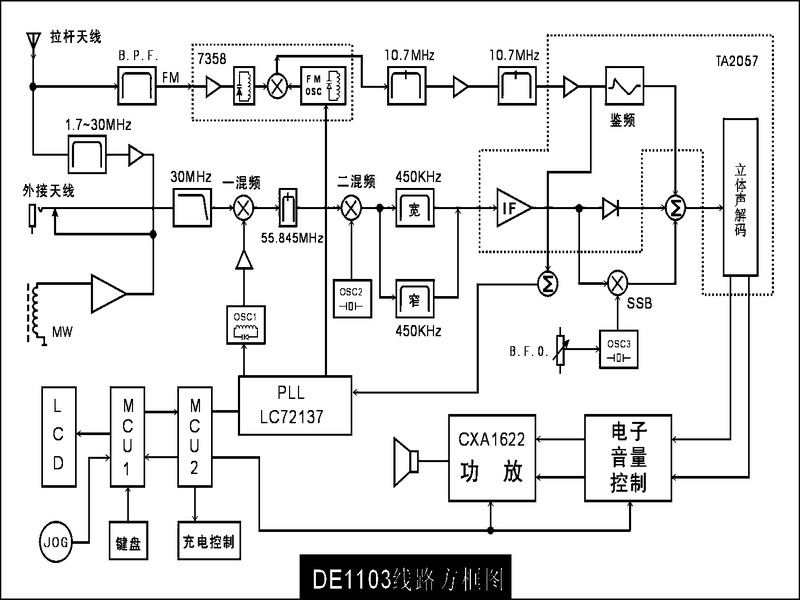 拉杆天线
B.P.F.
FM
7358
FM
OSC
10.7MHz
10.7MHz
TA2057
鉴频
1.7~30MHz
外接天线
30MHz
一混频
55.845MHz
二混频
450KHz
宽
窄
450KHz
IF
Σ
Σ
立体声解码
MW
OSC1
OSC2
SSB
B.F.O.
OSC3
PLL
LC72137
LCD
MCU1
MCU2
CXA1622
功放
电子
音量
控制
JOG
键盘
充电控制
DE1103线路方框图